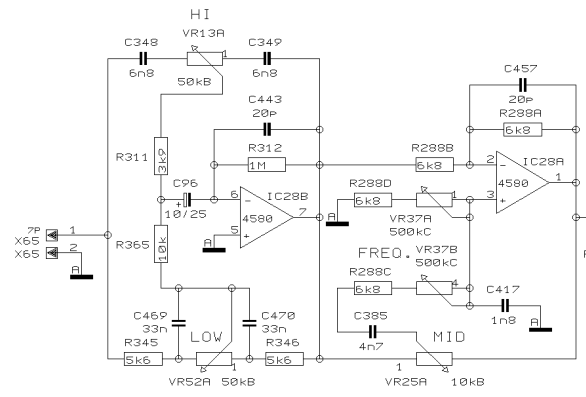 HI
C348
6n8
VR13A
1
50kB
C349
6n8
C443
20p
R311
3k9
R312
1M
C96
+
10/25
6
−
IC28B
4580
7
5
+
A
R365
10k
7P
X65
1
X65
2
A
C469
33n
C470
33n
LOW
R345
5k6
R346
5k6
1
VR52A
50kB
C457
20p
R288A
6k8
R288B
6k8
2
−
IC28A
4580
1
3
+
R288D
6k8
1
A
VR37A
500kC
FREQ.
VR37B
500kC
R288C
6k8
4
C417
1n8
A
C385
4n7
MID
1
VR25A
10kB